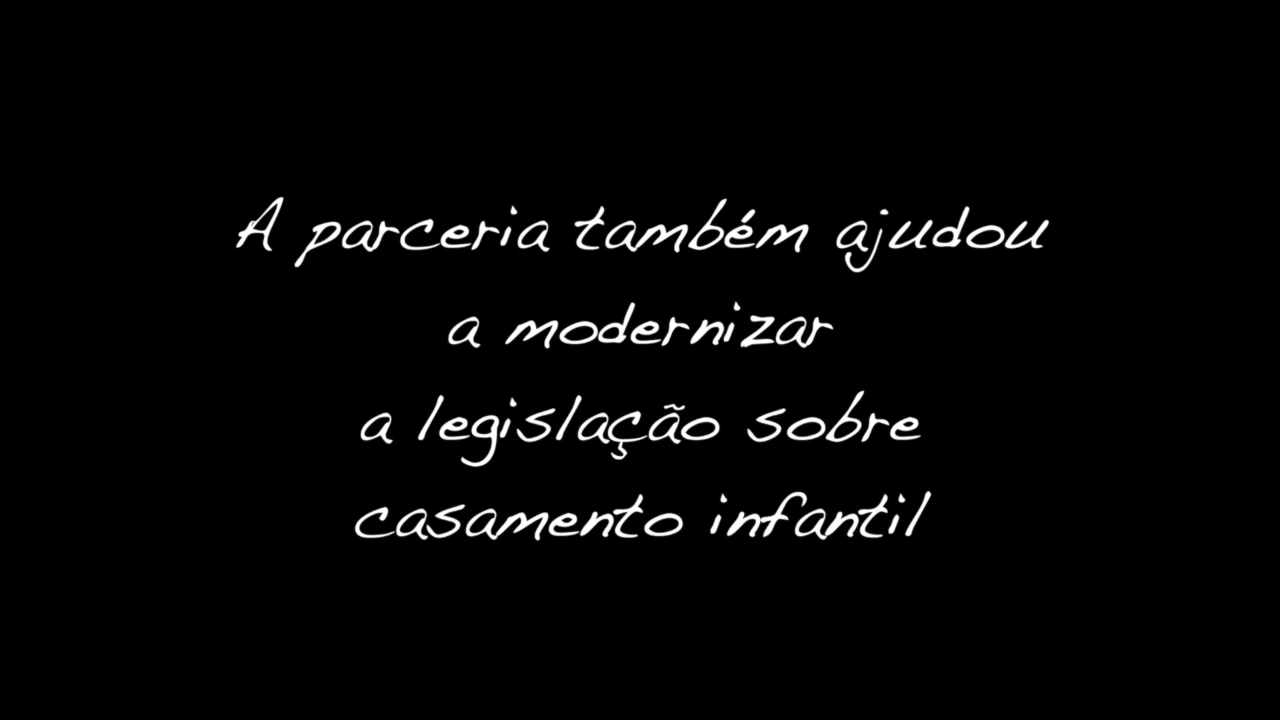 A parceria também ajudou
a modernizar
a legislação sobre
casamento infantil